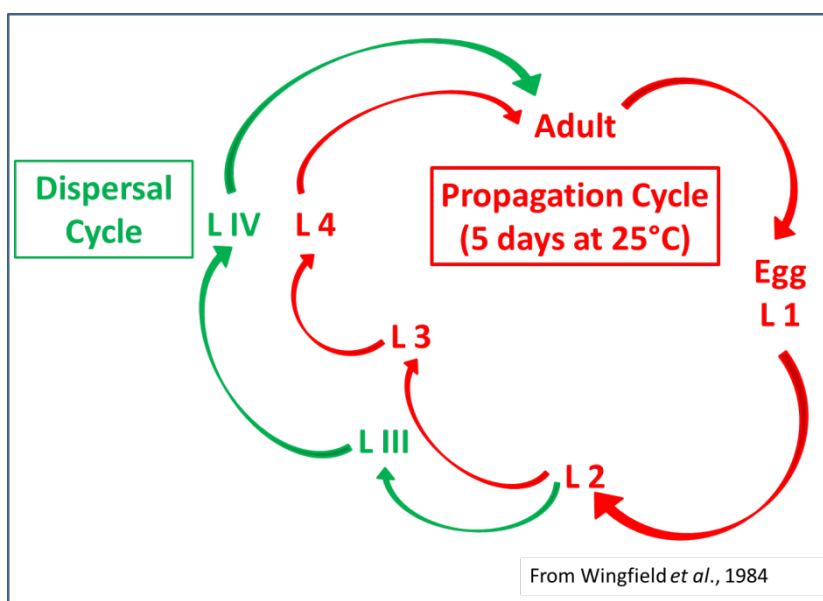 Adult
Dispersal
Cycle
Propagation Cycle
(5 days at 25°C)
L IV
L 4
Egg
L 1
L 3
L III
L 2
From Wingfield et al., 1984